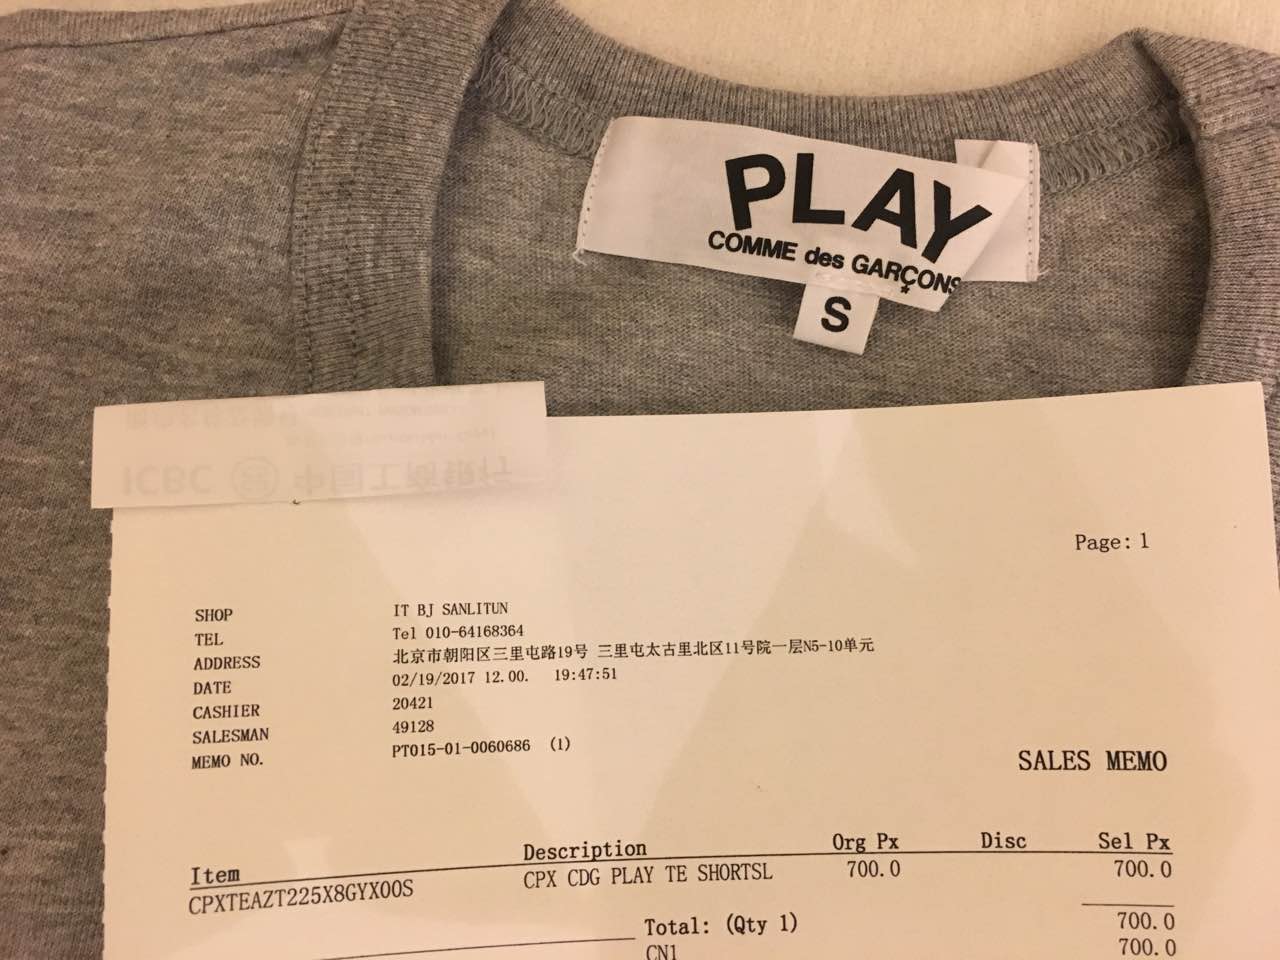 PLAY
COMME des GARÇONS
S
ICBC 中国工商银行
Page: 1
SHOP IT BJ SANLITUN
TEL Tel 010-64168364
ADDRESS 北京市朝阳区三里屯路19号 三里屯太古里北区11号院一层N5-10单元
DATE 02/19/2017 12.00. 19:47:51
CASHIER 20421
SALESMAN 49128
MEMO NO. PT015-01-0060686 (1)
SALES MEMO
Item Description Org Px Disc Sel Px
CPXTEAZT225X8GYX00S CPX CDG PLAY TE SHORTSL 700.0 700.0
Total: (Qty 1) 700.0
CN1 700.0